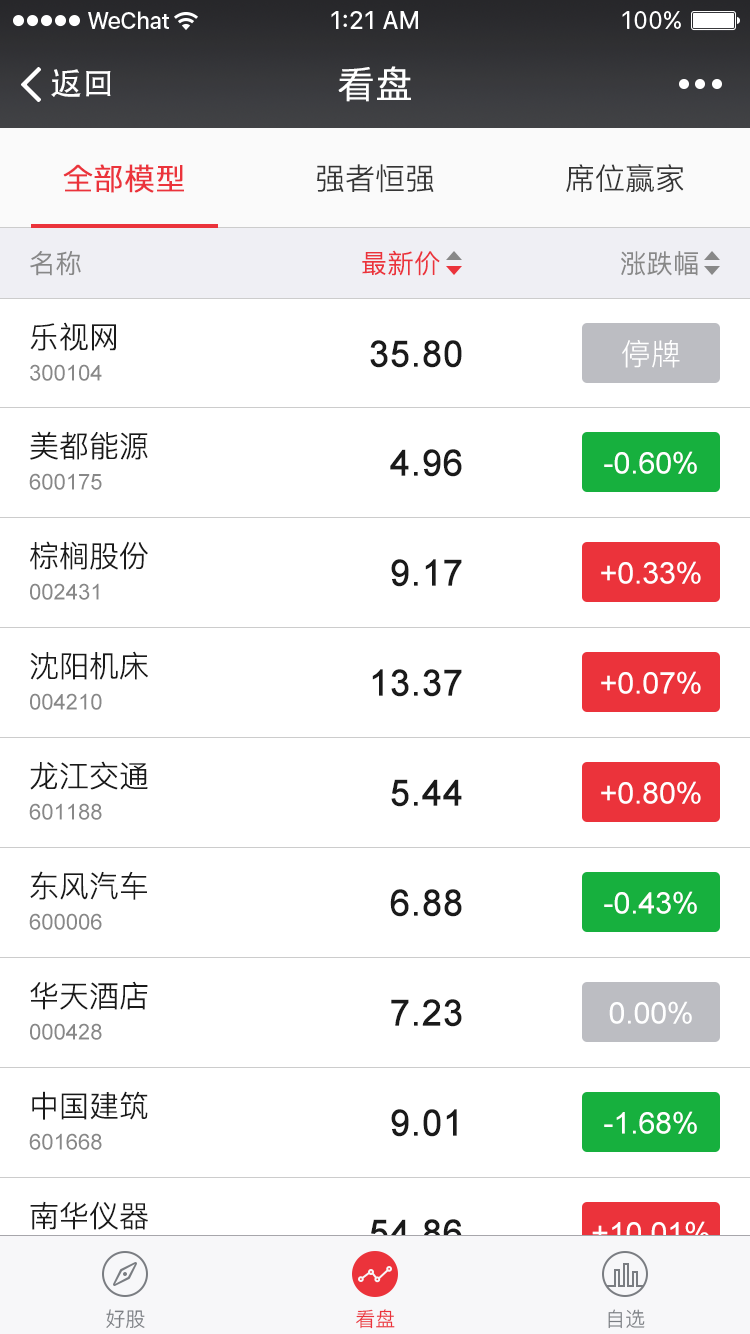 WeChat 1:21 AM 100%
返回 看盘
全部模型 强者恒强 席位赢家
名称 最新价 涨跌幅
乐视网 35.80 停牌
300104
美都能源 4.96 -0.60%
600175
棕榈股份 9.17 +0.33%
002431
沈阳机床 13.37 +0.07%
004210
龙江交通 5.44 +0.80%
601188
东风汽车 6.88 -0.43%
600006
华天酒店 7.23 0.00%
000428
中国建筑 9.01 -1.68%
601668
南华仪器 54.86 +10.01%
好股 看盘 自选